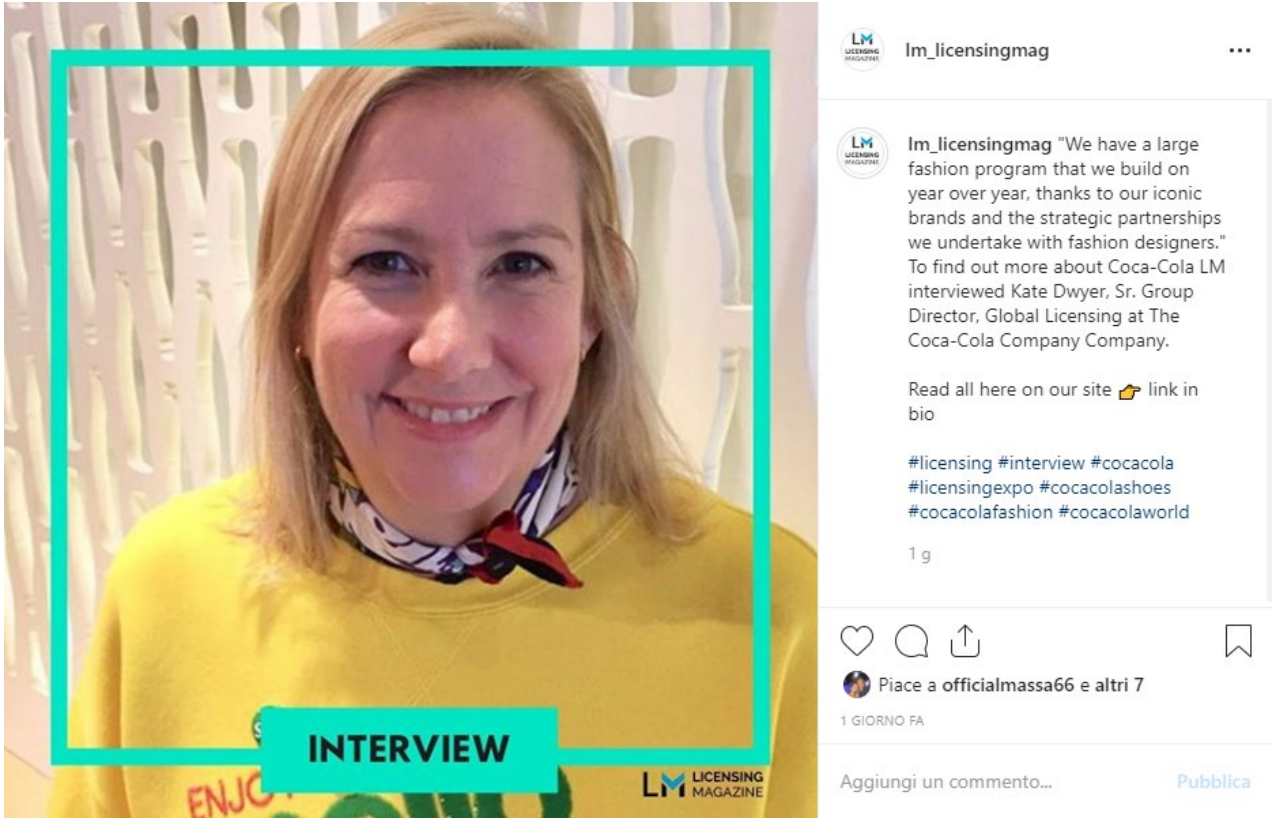 INTERVIEW
ENJOY
LM LICENSING
MAGAZINE
LM
LICENSING
MAGAZINE
lm_licensingmag
LM
LICENSING
MAGAZINE
lm_licensingmag "We have a large
fashion program that we build on
year over year, thanks to our iconic
brands and the strategic partnerships
we undertake with fashion designers."
To find out more about Coca-Cola LM
interviewed Kate Dwyer, Sr. Group
Director, Global Licensing at The
Coca-Cola Company Company.
Read all here on our site 👉 link in
bio
#licensing #interview #cocacola
#licensingexpo #cocacolashoes
#cocacolafashion #cocacolaworld
1 g
Piace a officialmassa66 e altri 7
1 GIORNO FA
Aggiungi un commento...
Pubblica